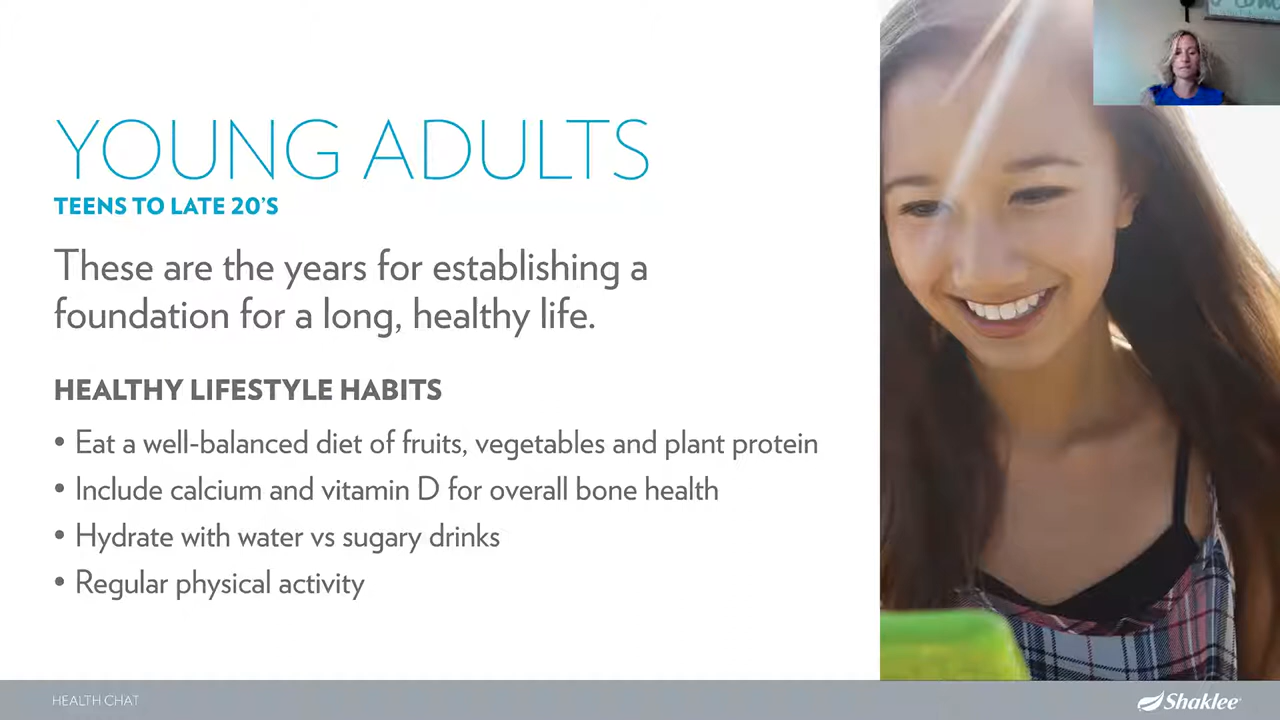 YOUNG ADULTS
TEENS TO LATE 20'S
These are the years for establishing a
foundation for a long, healthy life.
HEALTHY LIFESTYLE HABITS
• Eat a well-balanced diet of fruits, vegetables and plant protein
• Include calcium and vitamin D for overall bone health
• Hydrate with water vs sugary drinks
• Regular physical activity
HEALTH CHAT
Shaklee